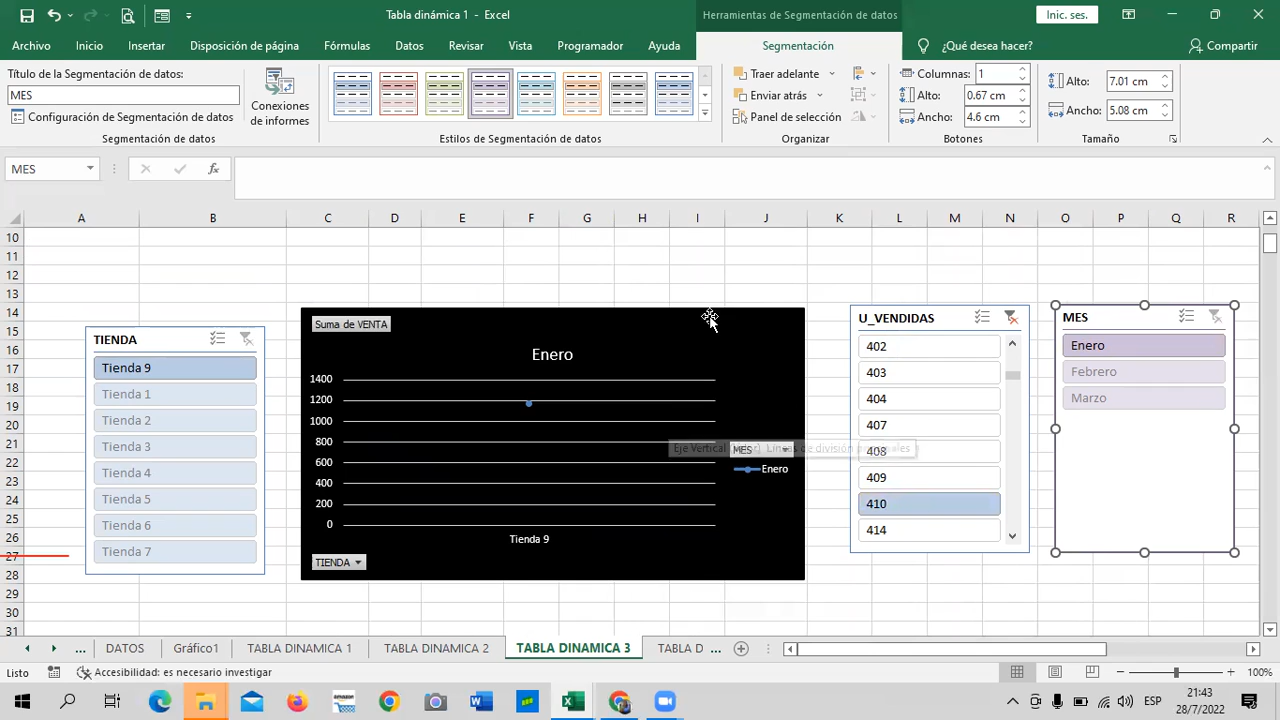 Tabla dinámica 1 - Excel
Herramientas de Segmentación de datos
Inic. ses.
Archivo Inicio Insertar Disposición de página Fórmulas Datos Revisar Vista Programador Ayuda Segmentación ¿Qué desea hacer? Compartir
Título de la Segmentación de datos:
MES
Configuración de Segmentación de datos
Segmentación de datos
Conexiones
de informes
Estilos de Segmentación de datos
Traer adelante
Enviar atrás
Panel de selección
Organizar
Columnas: 1
Alto: 0.67 cm
Ancho: 4.6 cm
Botones
Alto: 7.01 cm
Ancho: 5.08 cm
Tamaño
MES
fx
A B C D E F G H I J K L M N O P Q R
10
11
12
13
14
15
16
17
18
19
20
21
22
23
24
25
26
27
28
29
30
31
TIENDA
Tienda 9
Tienda 1
Tienda 2
Tienda 3
Tienda 4
Tienda 5
Tienda 6
Tienda 7
Suma de VENTA
Enero
1400
1200
1000
800
600
400
200
0
Tienda 9
TIENDA
MES
Enero
U_VENDIDAS
402
403
404
407
408
409
410
414
MES
Enero
Febrero
Marzo
... DATOS Gráfico1 TABLA DINAMICA 1 TABLA DINAMICA 2 TABLA DINAMICA 3 TABLA D ...
Listo Accesibilidad: es necesario investigar 100%
ESP
21:43
28/7/2022